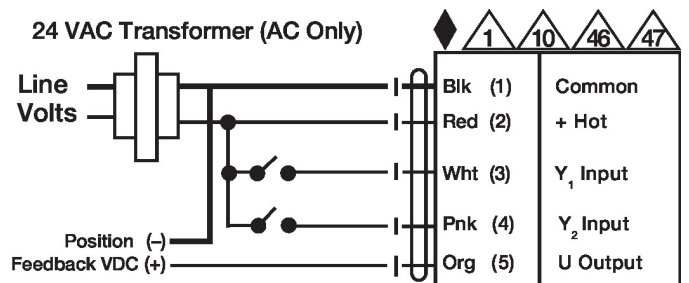 24 VAC Transformer (AC Only)
1 10 46 47
Line
Volts
Blk (1) Common
Red (2) + Hot
Wht (3) Y1 Input
Pnk (4) Y2 Input
Position (–)
Feedback VDC (+)
Org (5) U Output